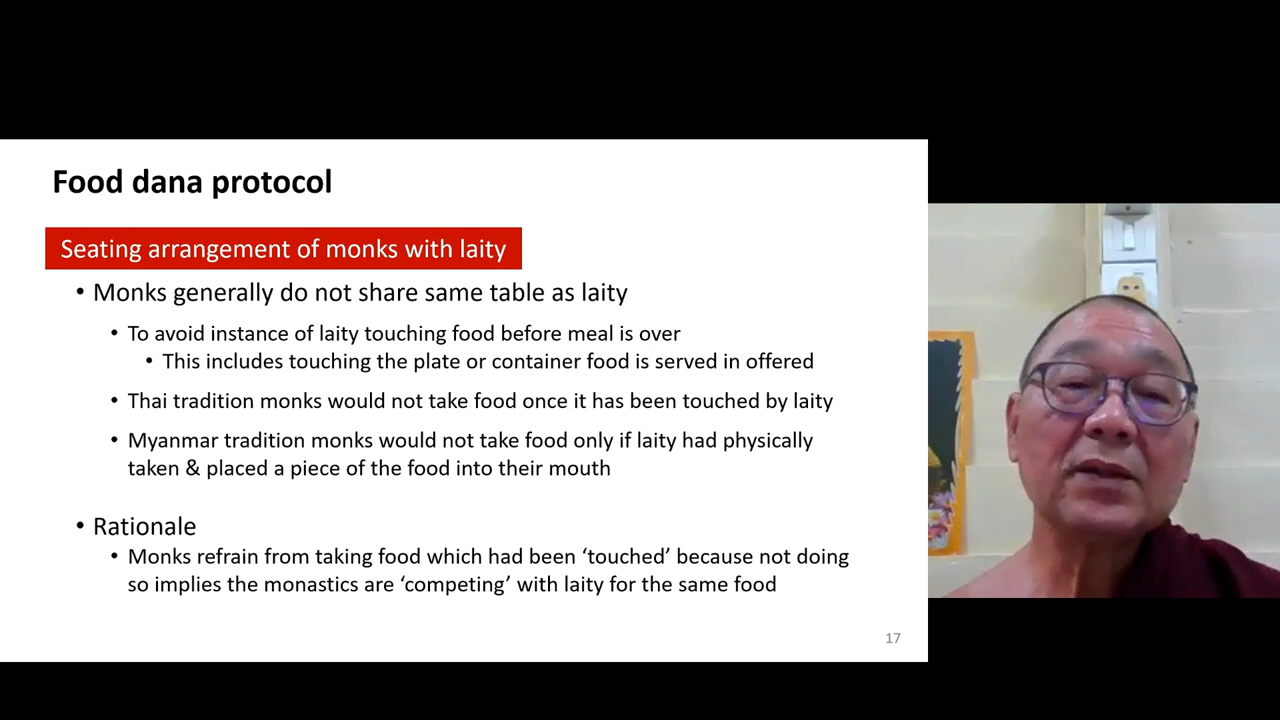 Food dana protocol
Seating arrangement of monks with laity
• Monks generally do not share same table as laity
• To avoid instance of laity touching food before meal is over
• This includes touching the plate or container food is served in offered
• Thai tradition monks would not take food once it has been touched by laity
• Myanmar tradition monks would not take food only if laity had physically
taken & placed a piece of the food into their mouth
• Rationale
• Monks refrain from taking food which had been ‘touched’ because not doing
so implies the monastics are ‘competing’ with laity for the same food
17